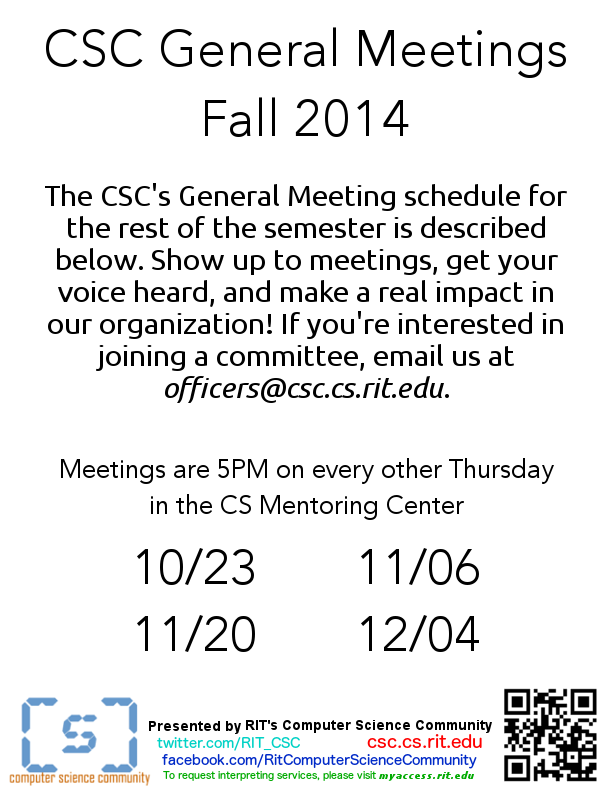 CSC General Meetings
Fall 2014
The CSC's General Meeting schedule for
the rest of the semester is described
below. Show up to meetings, get your
voice heard, and make a real impact in
our organization! If you're interested in
joining a committee, email us at
officers@csc.cs.rit.edu.
Meetings are 5PM on every other Thursday
in the CS Mentoring Center
10/23 11/06
11/20 12/04
[S]
computer science community
Presented by RIT's Computer Science Community
twitter.com/RIT_CSC csc.cs.rit.edu
facebook.com/RitComputerScienceCommunity
To request interpreting services, please visit myaccess.rit.edu